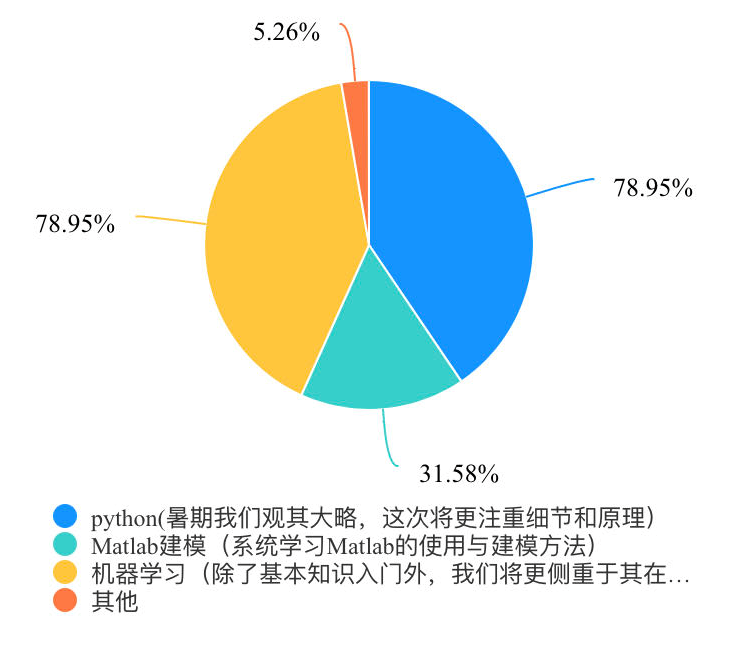 5.26%
78.95%
78.95%
31.58%
python(暑期我们观其大略，这次将更注重细节和原理）
Matlab建模（系统学习Matlab的使用与建模方法）
机器学习（除了基本知识入门外，我们将更侧重于其在…
其他